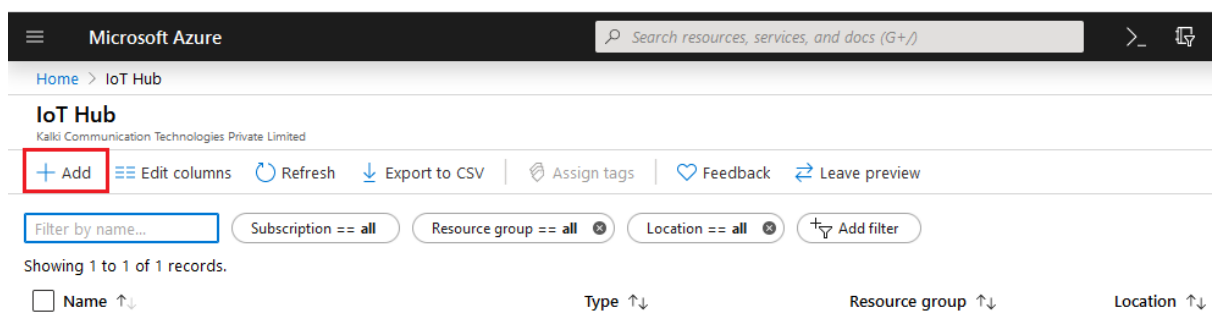 Microsoft Azure Search resources, services, and docs (G+/)
Home > IoT Hub
IoT Hub
Kalki Communication Technologies Private Limited
+ Add Edit columns Refresh Export to CSV Assign tags Feedback Leave preview
Filter by name... Subscription == all Resource group == all Location == all Add filter
Showing 1 to 1 of 1 records.
Name ↑↓ Type ↑↓ Resource group ↑↓ Location ↑↓